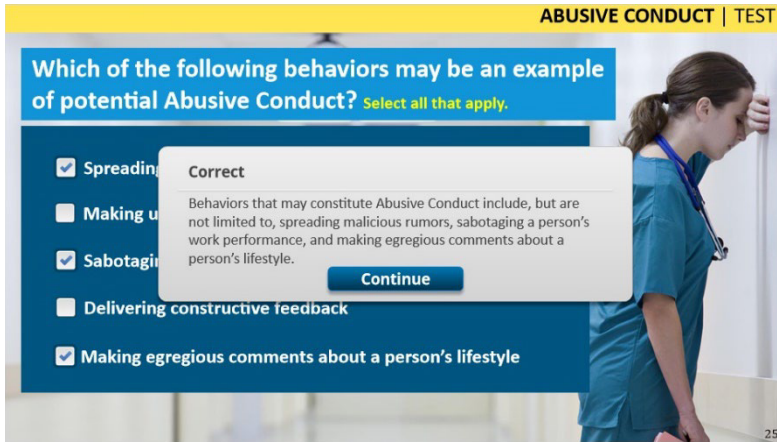 ABUSIVE CONDUCT | TEST
Which of the following behaviors may be an example
of potential Abusive Conduct? Select all that apply.
Spreading
Making
Correct
Behaviors that may constitute Abusive Conduct include, but are
not limited to, spreading malicious rumors, sabotaging a person's
work performance, and making egregious comments about a
person's lifestyle.
Continue
Delivering constructive feedback
Making egregious comments about a person's lifestyle
25